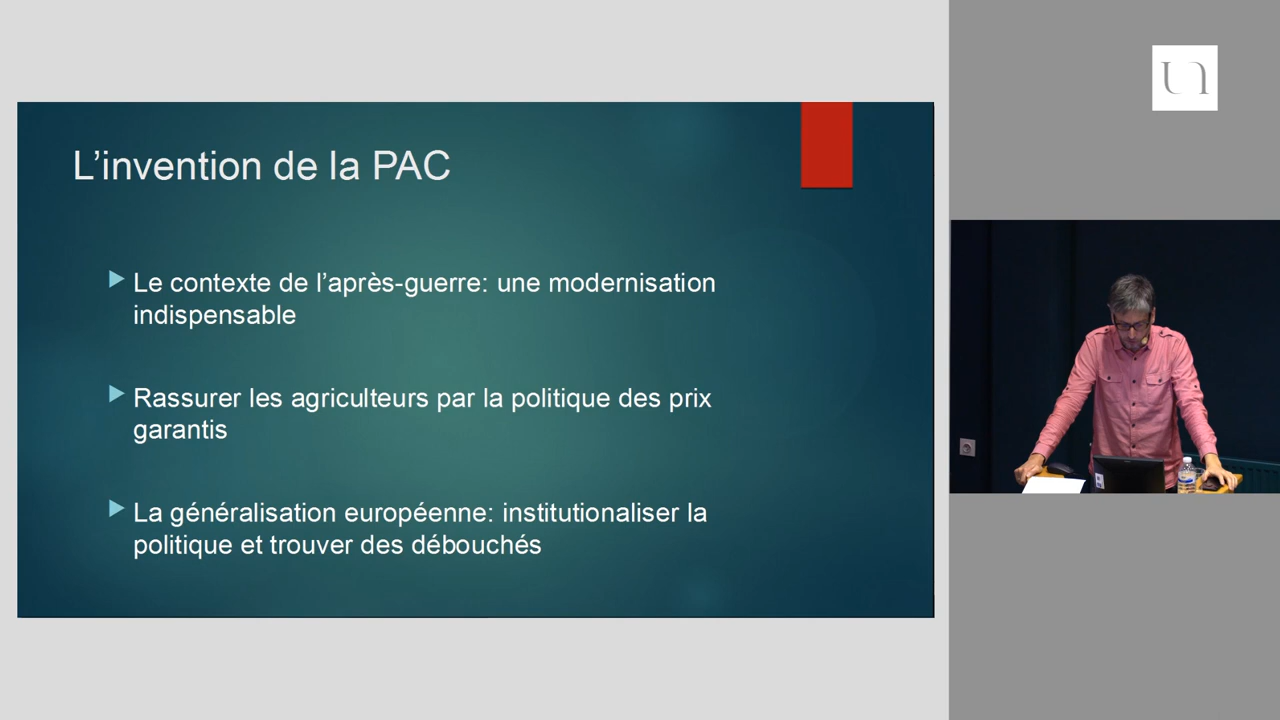 L’invention de la PAC
Le contexte de l’après-guerre: une modernisation
indispensable
Rassurer les agriculteurs par la politique des prix
garantis
La généralisation européenne: institutionaliser la
politique et trouver des débouchés